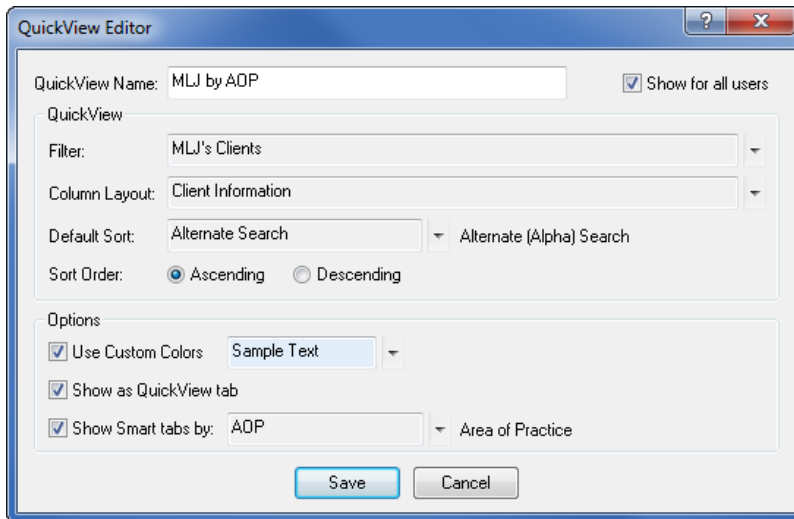 QuickView Editor
?
X
QuickView Name: MLJ by AOP Show for all users
QuickView
Filter: MLJ's Clients
Column Layout: Client Information
Default Sort: Alternate Search Alternate (Alpha) Search
Sort Order: Ascending Descending
Options
Use Custom Colors Sample Text
Show as QuickView tab
Show Smart tabs by: AOP Area of Practice
Save Cancel